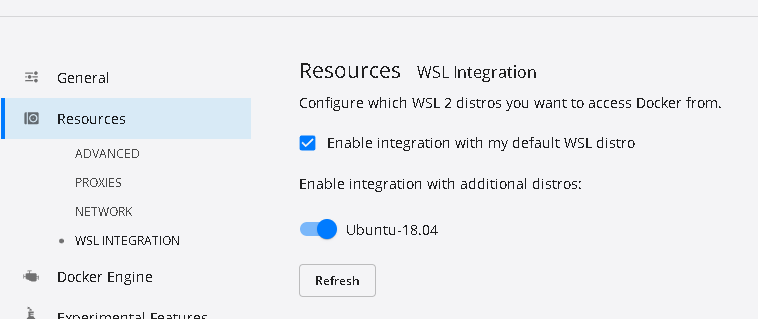 General
Resources
ADVANCED
PROXIES
NETWORK
WSL INTEGRATION
Docker Engine
Experimental Features
Resources WSL Integration
Configure which WSL 2 distros you want to access Docker from.
Enable integration with my default WSL distro
Enable integration with additional distros:
Ubuntu-18.04
Refresh